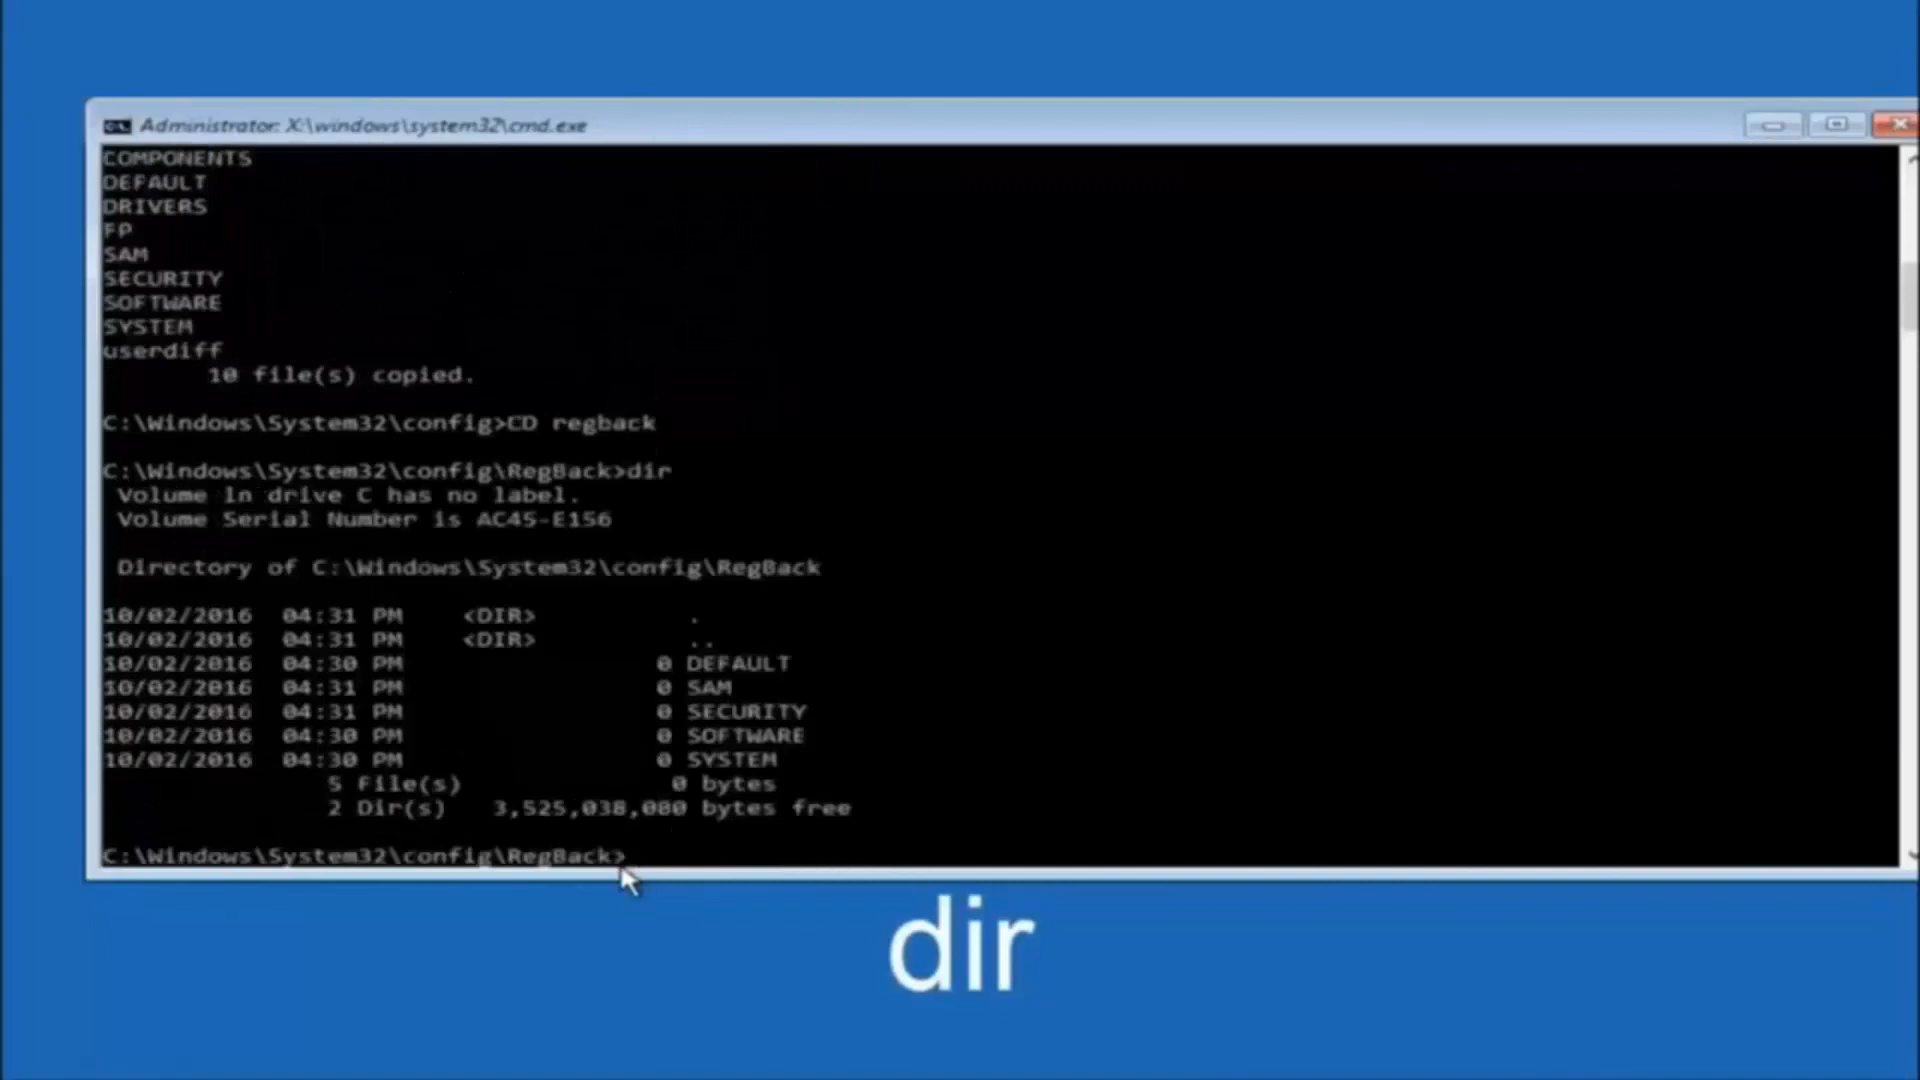 Administrator: X:\windows\system32\cmd.exe
COMPONENTS
DEFAULT
DRIVERS
FP
SAM
SECURITY
SOFTWARE
SYSTEM
userdiff
10 file(s) copied.
C:\Windows\System32\config>CD regback
C:\Windows\System32\config\RegBack>dir
Volume in drive C has no label.
Volume Serial Number is AC45-E156
Directory of C:\Windows\System32\config\RegBack
10/02/2016 04:31 PM <DIR> .
10/02/2016 04:31 PM <DIR> ..
10/02/2016 04:30 PM 0 DEFAULT
10/02/2016 04:31 PM 0 SAM
10/02/2016 04:31 PM 0 SECURITY
10/02/2016 04:30 PM 0 SOFTWARE
10/02/2016 04:30 PM 0 SYSTEM
5 File(s) 0 bytes
2 Dir(s) 3,525,038,080 bytes free
C:\Windows\System32\config\RegBack>
dir